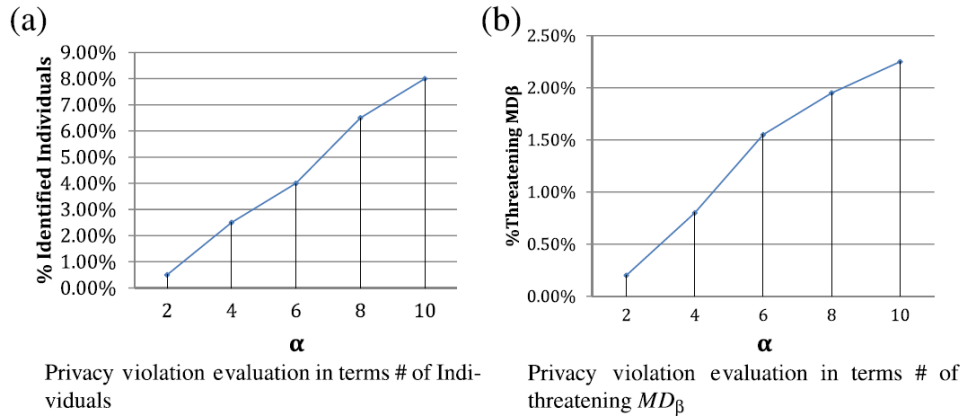 (a)
% Identified Individuals
9.00%
8.00%
7.00%
6.00%
5.00%
4.00%
3.00%
2.00%
1.00%
0.00%
2 4 6 8 10
α
Privacy violation evaluation in terms # of Indi-
viduals
(b)
%Threatening MDβ
2.50%
2.00%
1.50%
1.00%
0.50%
0.00%
2 4 6 8 10
α
Privacy violation evaluation in terms # of
threatening MDβ